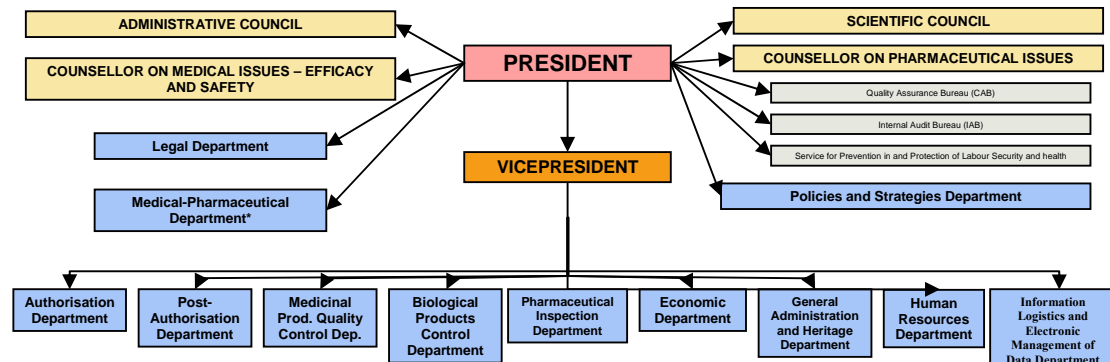 ADMINISTRATIVE COUNCIL
SCIENTIFIC COUNCIL
PRESIDENT
COUNSELLOR ON MEDICAL ISSUES – EFFICACY
AND SAFETY
COUNSELLOR ON PHARMACEUTICAL ISSUES
Quality Assurance Bureau (CAB)
Internal Audit Bureau (IAB)
Legal Department
Service for Prevention in and Protection of Labour Security and health
VICEPRESIDENT
Medical-Pharmaceutical
Department*
Policies and Strategies Department
Authorisation
Department
Post-
Authorisation
Department
Medicinal
Prod. Quality
Control Dep.
Biological
Products
Control
Department
Pharmaceutical
Inspection
Department
Economic
Department
General
Administration
and Heritage
Department
Human
Resources
Department
Information
Logistics and
Electronic
Management of
Data Department